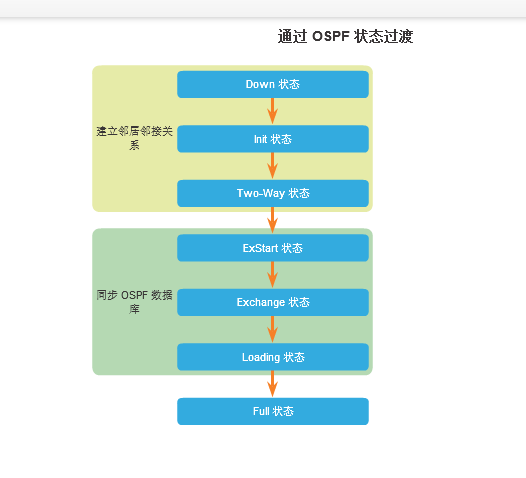 通过 OSPF 状态过渡
Down 状态
建立邻居邻接关
系
Init 状态
Two-Way 状态
ExStart 状态
同步 OSPF 数据
库
Exchange 状态
Loading 状态
Full 状态